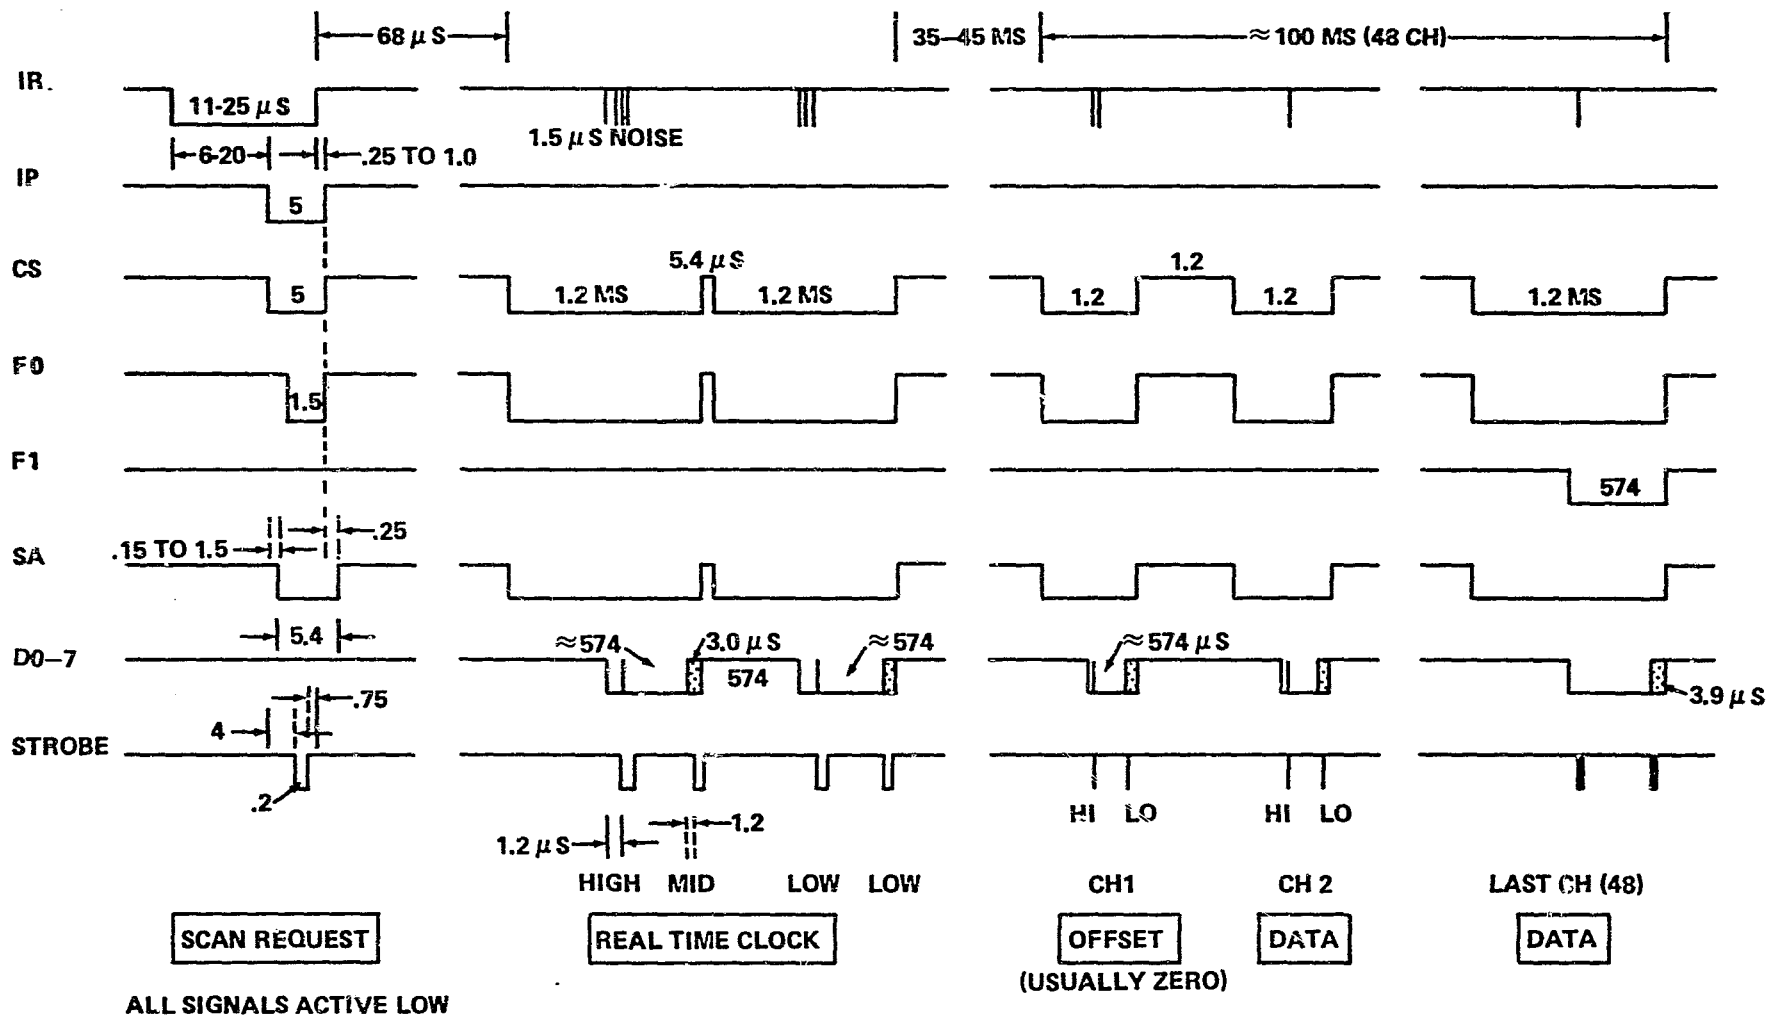 68 μS
35–45 MS
≈100 MS (48 CH)
IR.
11-25 μS
1.5 μS NOISE
6-20
.25 TO 1.0
IP
5
CS
5
5.4 μS
1.2 MS
1.2 MS
1.2
1.2
1.2
1.2 MS
F0
1.5
F1
574
.25
.15 TO 1.5
SA
5.4
≈574
3.0 μS
≈574
≈574 μS
D0–7
574
3.9 μS
.75
4
STROBE
.2
HI LO
HI LO
1.2
1.2 μS
HIGH MID LOW LOW
CH1
CH 2
LAST CH (48)
SCAN REQUEST
REAL TIME CLOCK
OFFSET
DATA
DATA
(USUALLY ZERO)
ALL SIGNALS ACTIVE LOW